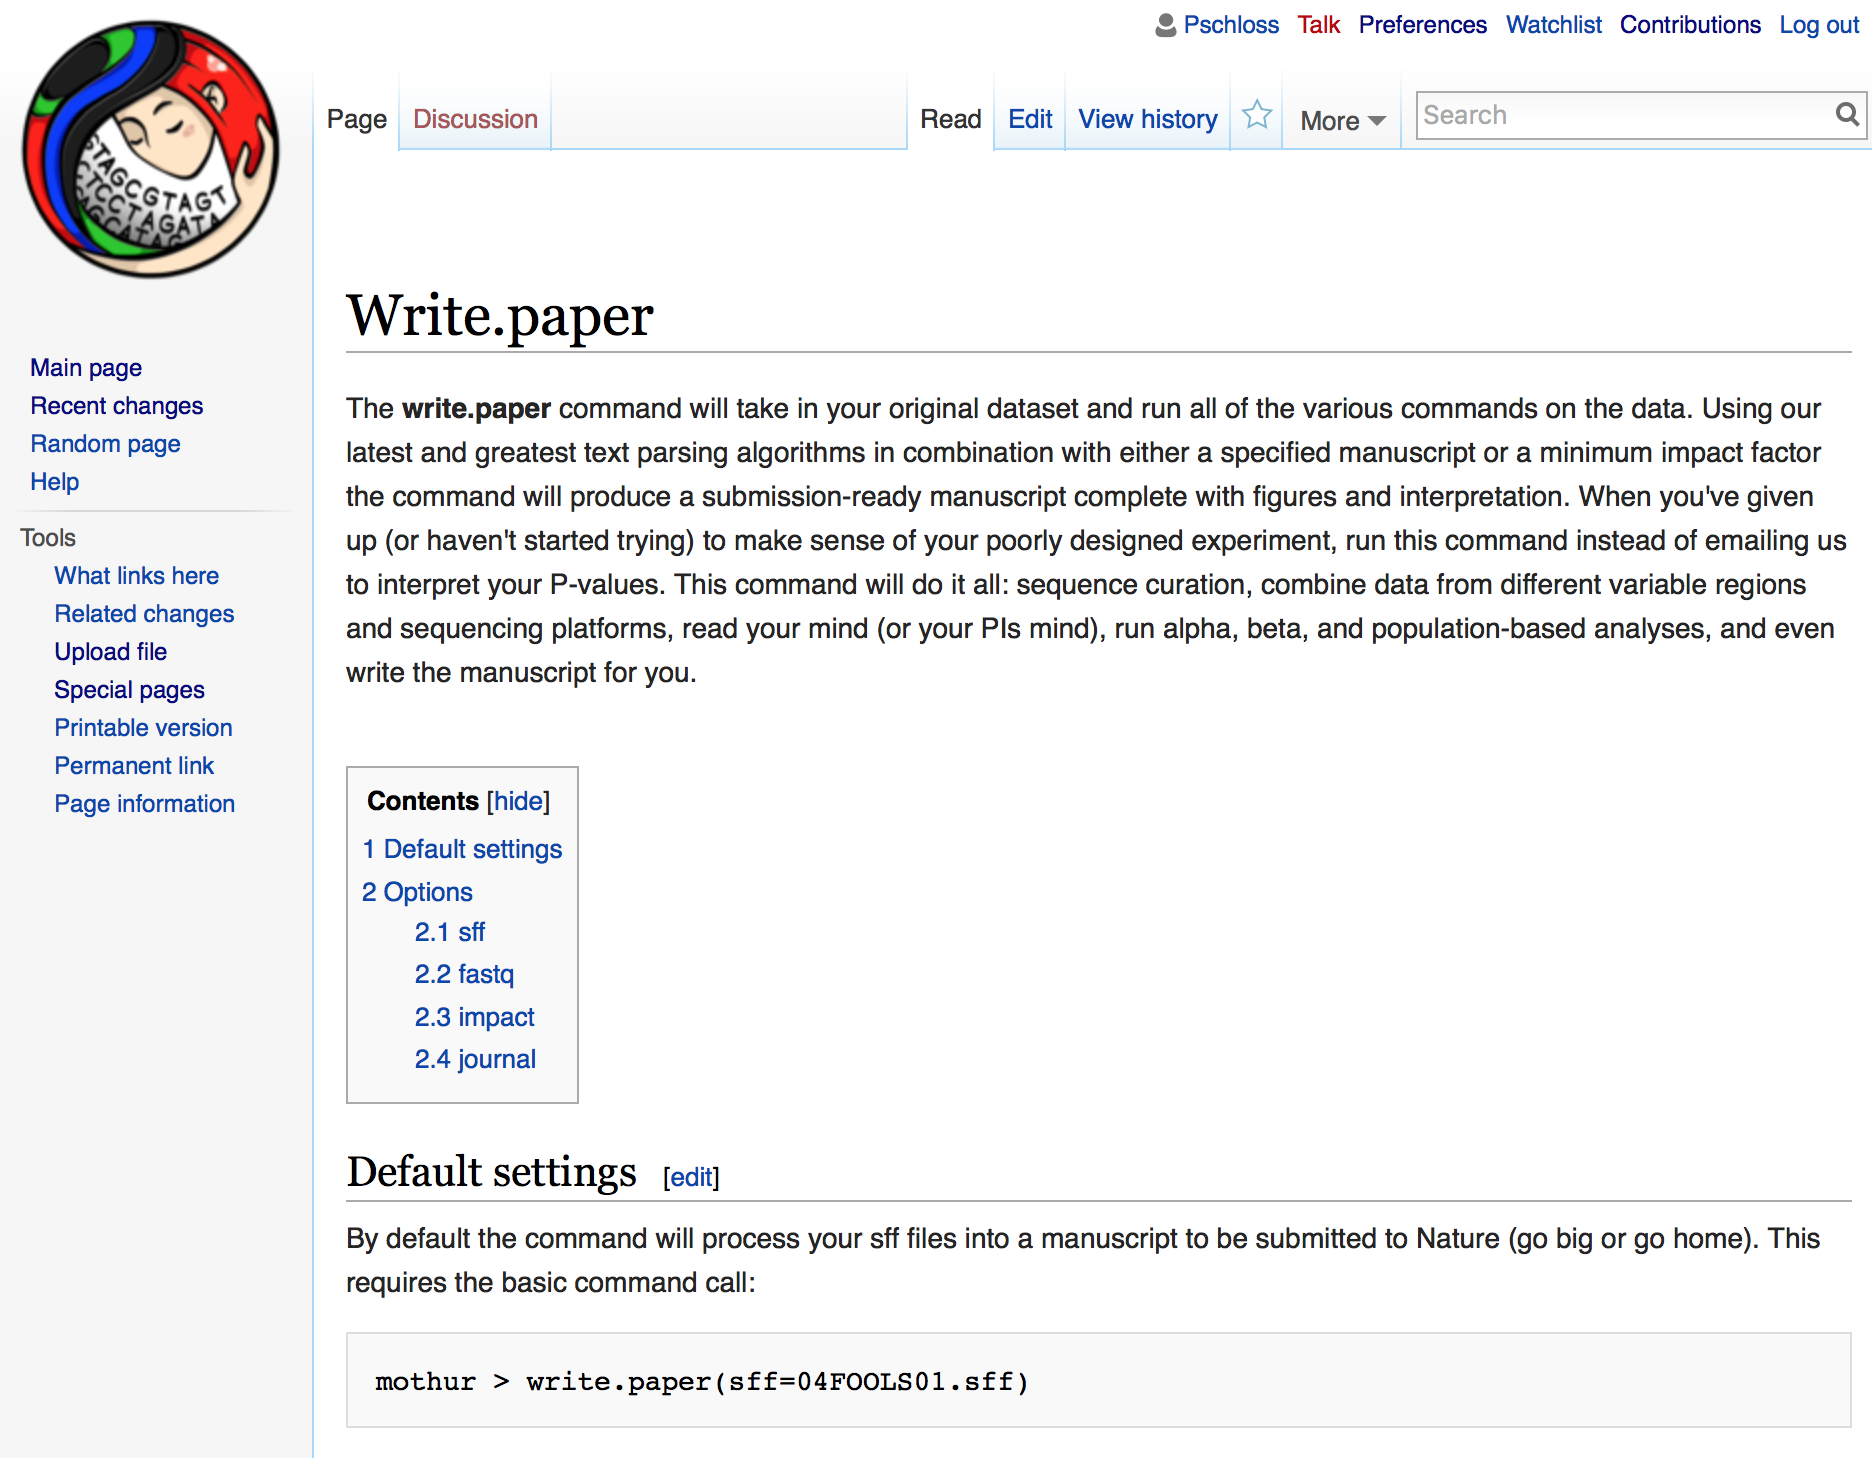 Pschloss Talk Preferences Watchlist Contributions Log out
Page Discussion Read Edit View history More Search
STAGCGTAGT
CTCCTAGATA
Write.paper
Main page
Recent changes
Random page
Help
Tools
What links here
Related changes
Upload file
Special pages
Printable version
Permanent link
Page information
The write.paper command will take in your original dataset and run all of the various commands on the data. Using our
latest and greatest text parsing algorithms in combination with either a specified manuscript or a minimum impact factor
the command will produce a submission-ready manuscript complete with figures and interpretation. When you've given
up (or haven't started trying) to make sense of your poorly designed experiment, run this command instead of emailing us
to interpret your P-values. This command will do it all: sequence curation, combine data from different variable regions
and sequencing platforms, read your mind (or your PIs mind), run alpha, beta, and population-based analyses, and even
write the manuscript for you.
Contents [hide]
1 Default settings
2 Options
2.1 sff
2.2 fastq
2.3 impact
2.4 journal
Default settings [edit]
By default the command will process your sff files into a manuscript to be submitted to Nature (go big or go home). This
requires the basic command call:
mothur > write.paper(sff=04FOOLS01.sff)